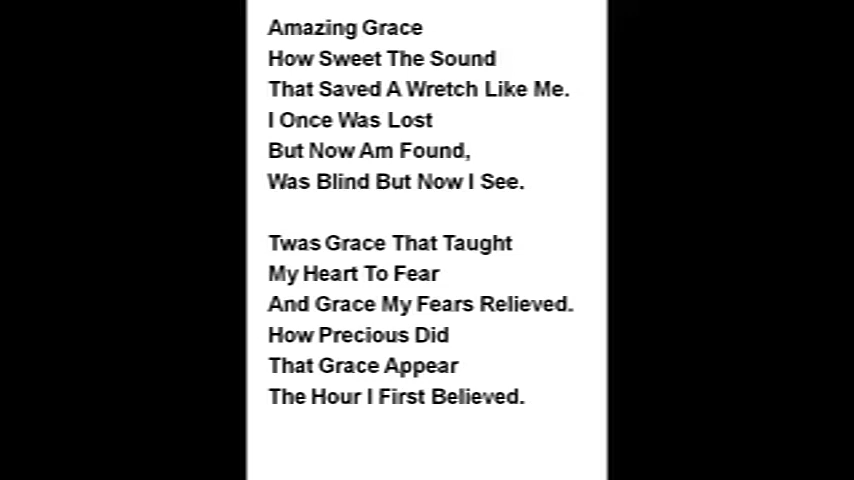 Amazing Grace
How Sweet The Sound
That Saved A Wretch Like Me.
I Once Was Lost
But Now Am Found,
Was Blind But Now I See.
Twas Grace That Taught
My Heart To Fear
And Grace My Fears Relieved.
How Precious Did
That Grace Appear
The Hour I First Believed.